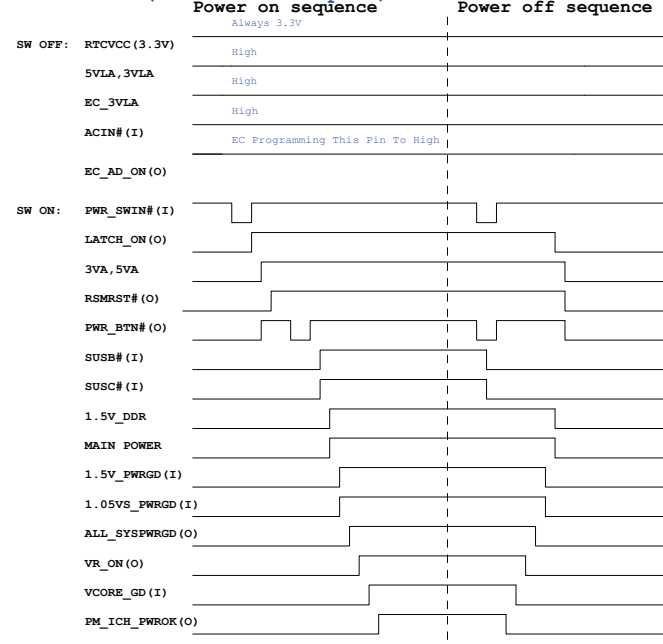 Power on sequence Power off sequence
Always 3.3V
SW OFF: RTCVCC(3.3V)
High
5VLA,3VLA
High
EC_3VLA
High
ACIN#(I)
EC Programming This Pin To High
EC_AD_ON(O)
SW ON: PWR_SWIN#(I)
LATCH_ON(O)
3VA,5VA
RSMRST#(O)
PWR_BTN#(O)
SUSB#(I)
SUSC#(I)
1.5V_DDR
MAIN POWER
1.5V_PWRGD(I)
1.05VS_PWRGD(I)
ALL_SYSPWRGD(O)
VR_ON(O)
VCORE_GD(I)
PM_ICH_PWROK(O)